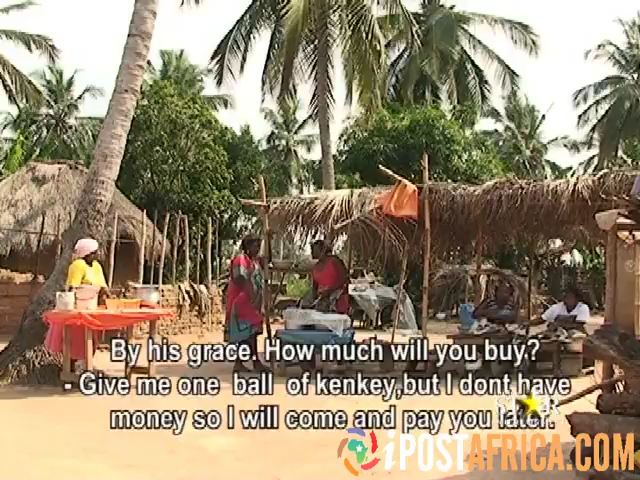 By his grace. How much will you buy?
- Give me one ball of kenkey,but I dont have
money so I will come and pay you later.
STAR
iPOSTAFRICA.COM